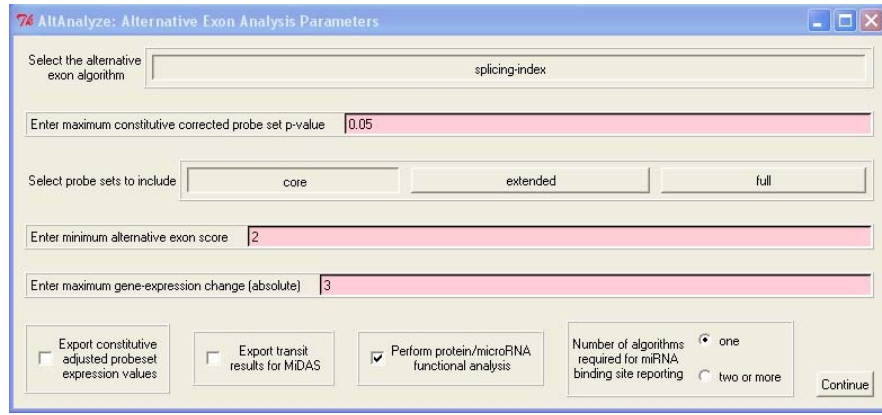 7k AltAnalyze: Alternative Exon Analysis Parameters
Select the alternative
exon algorithm
splicing-index
Enter maximum constitutive corrected probe set p-value 0.05
Select probe sets to include core extended full
Enter minimum alternative exon score 2
Enter maximum gene-expression change (absolute) 3
Export constitutive
adjusted probeset
expression values
Export transit
results for MiDAS
Perform protein/microRNA
functional analysis
Number of algorithms
required for miRNA
binding site reporting
one
two or more
Continue